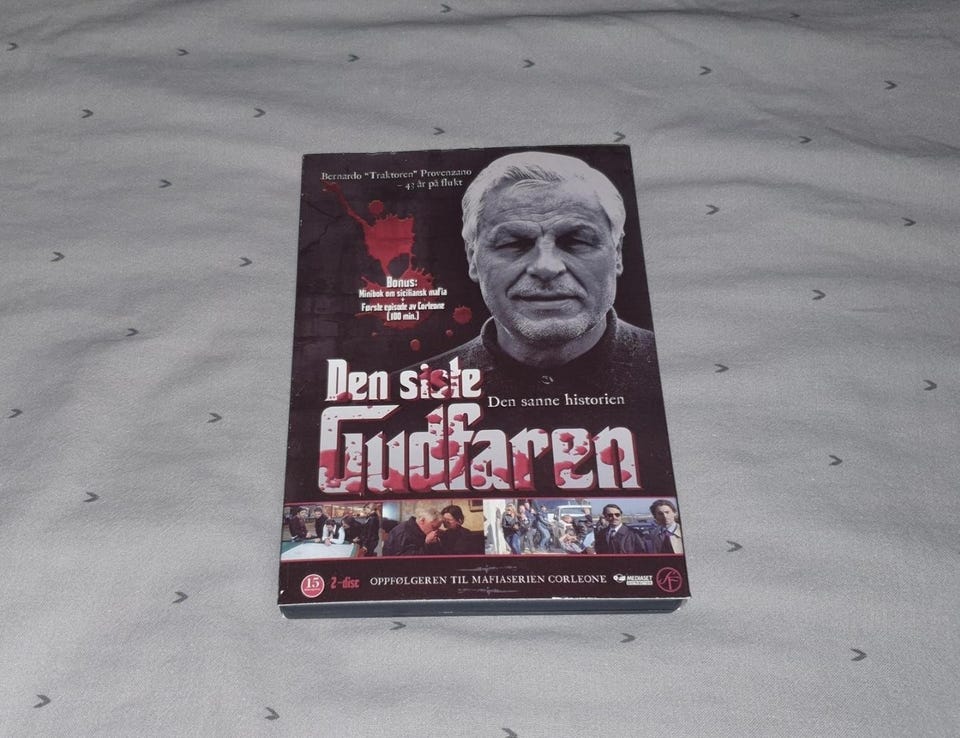 Bernardo "Traktoren" Provenzano
- 43 år på flukt
Bonus:
Minibok om siciliansk mafia
+
Første episode av Corleone
(100 min.)
Den siste
Den sanne historien
Gudfaren
15
2-disc
OPPFØLGEREN TIL MAFIASERIEN CORLEONE
MEDIASET
SF